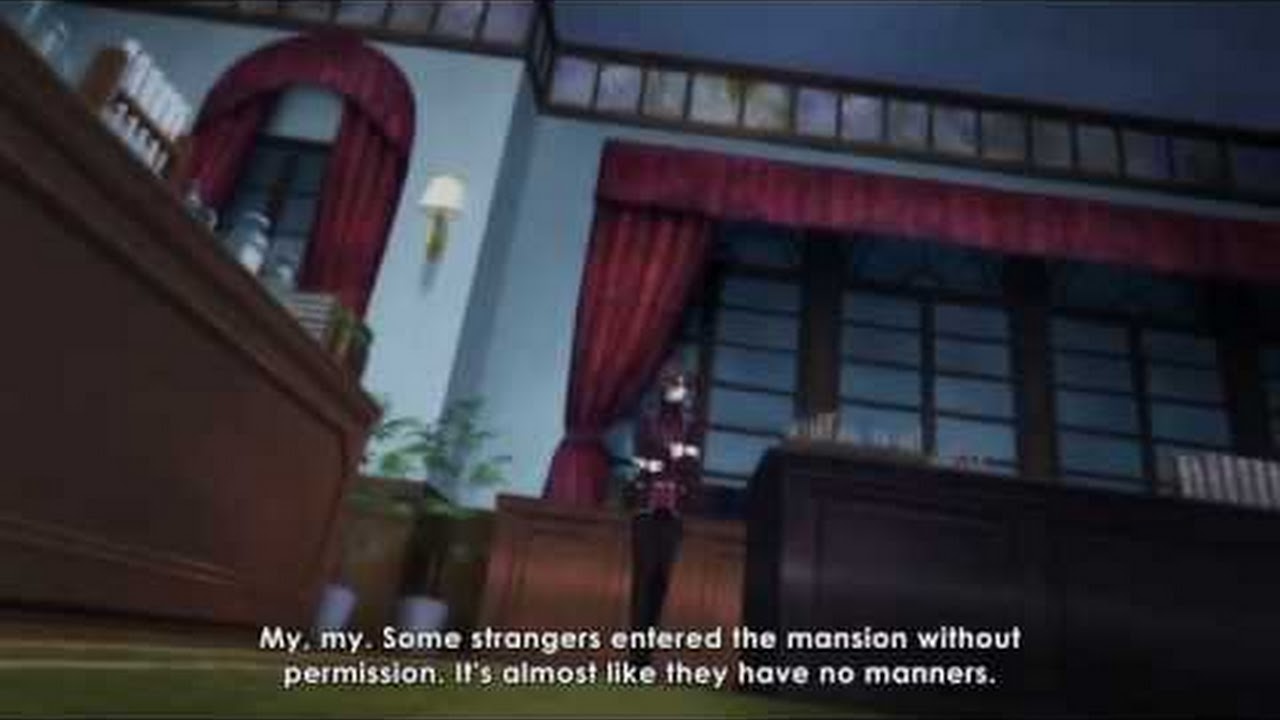 My, my. Some strangers entered the mansion without
permission. It's almost like they have no manners.